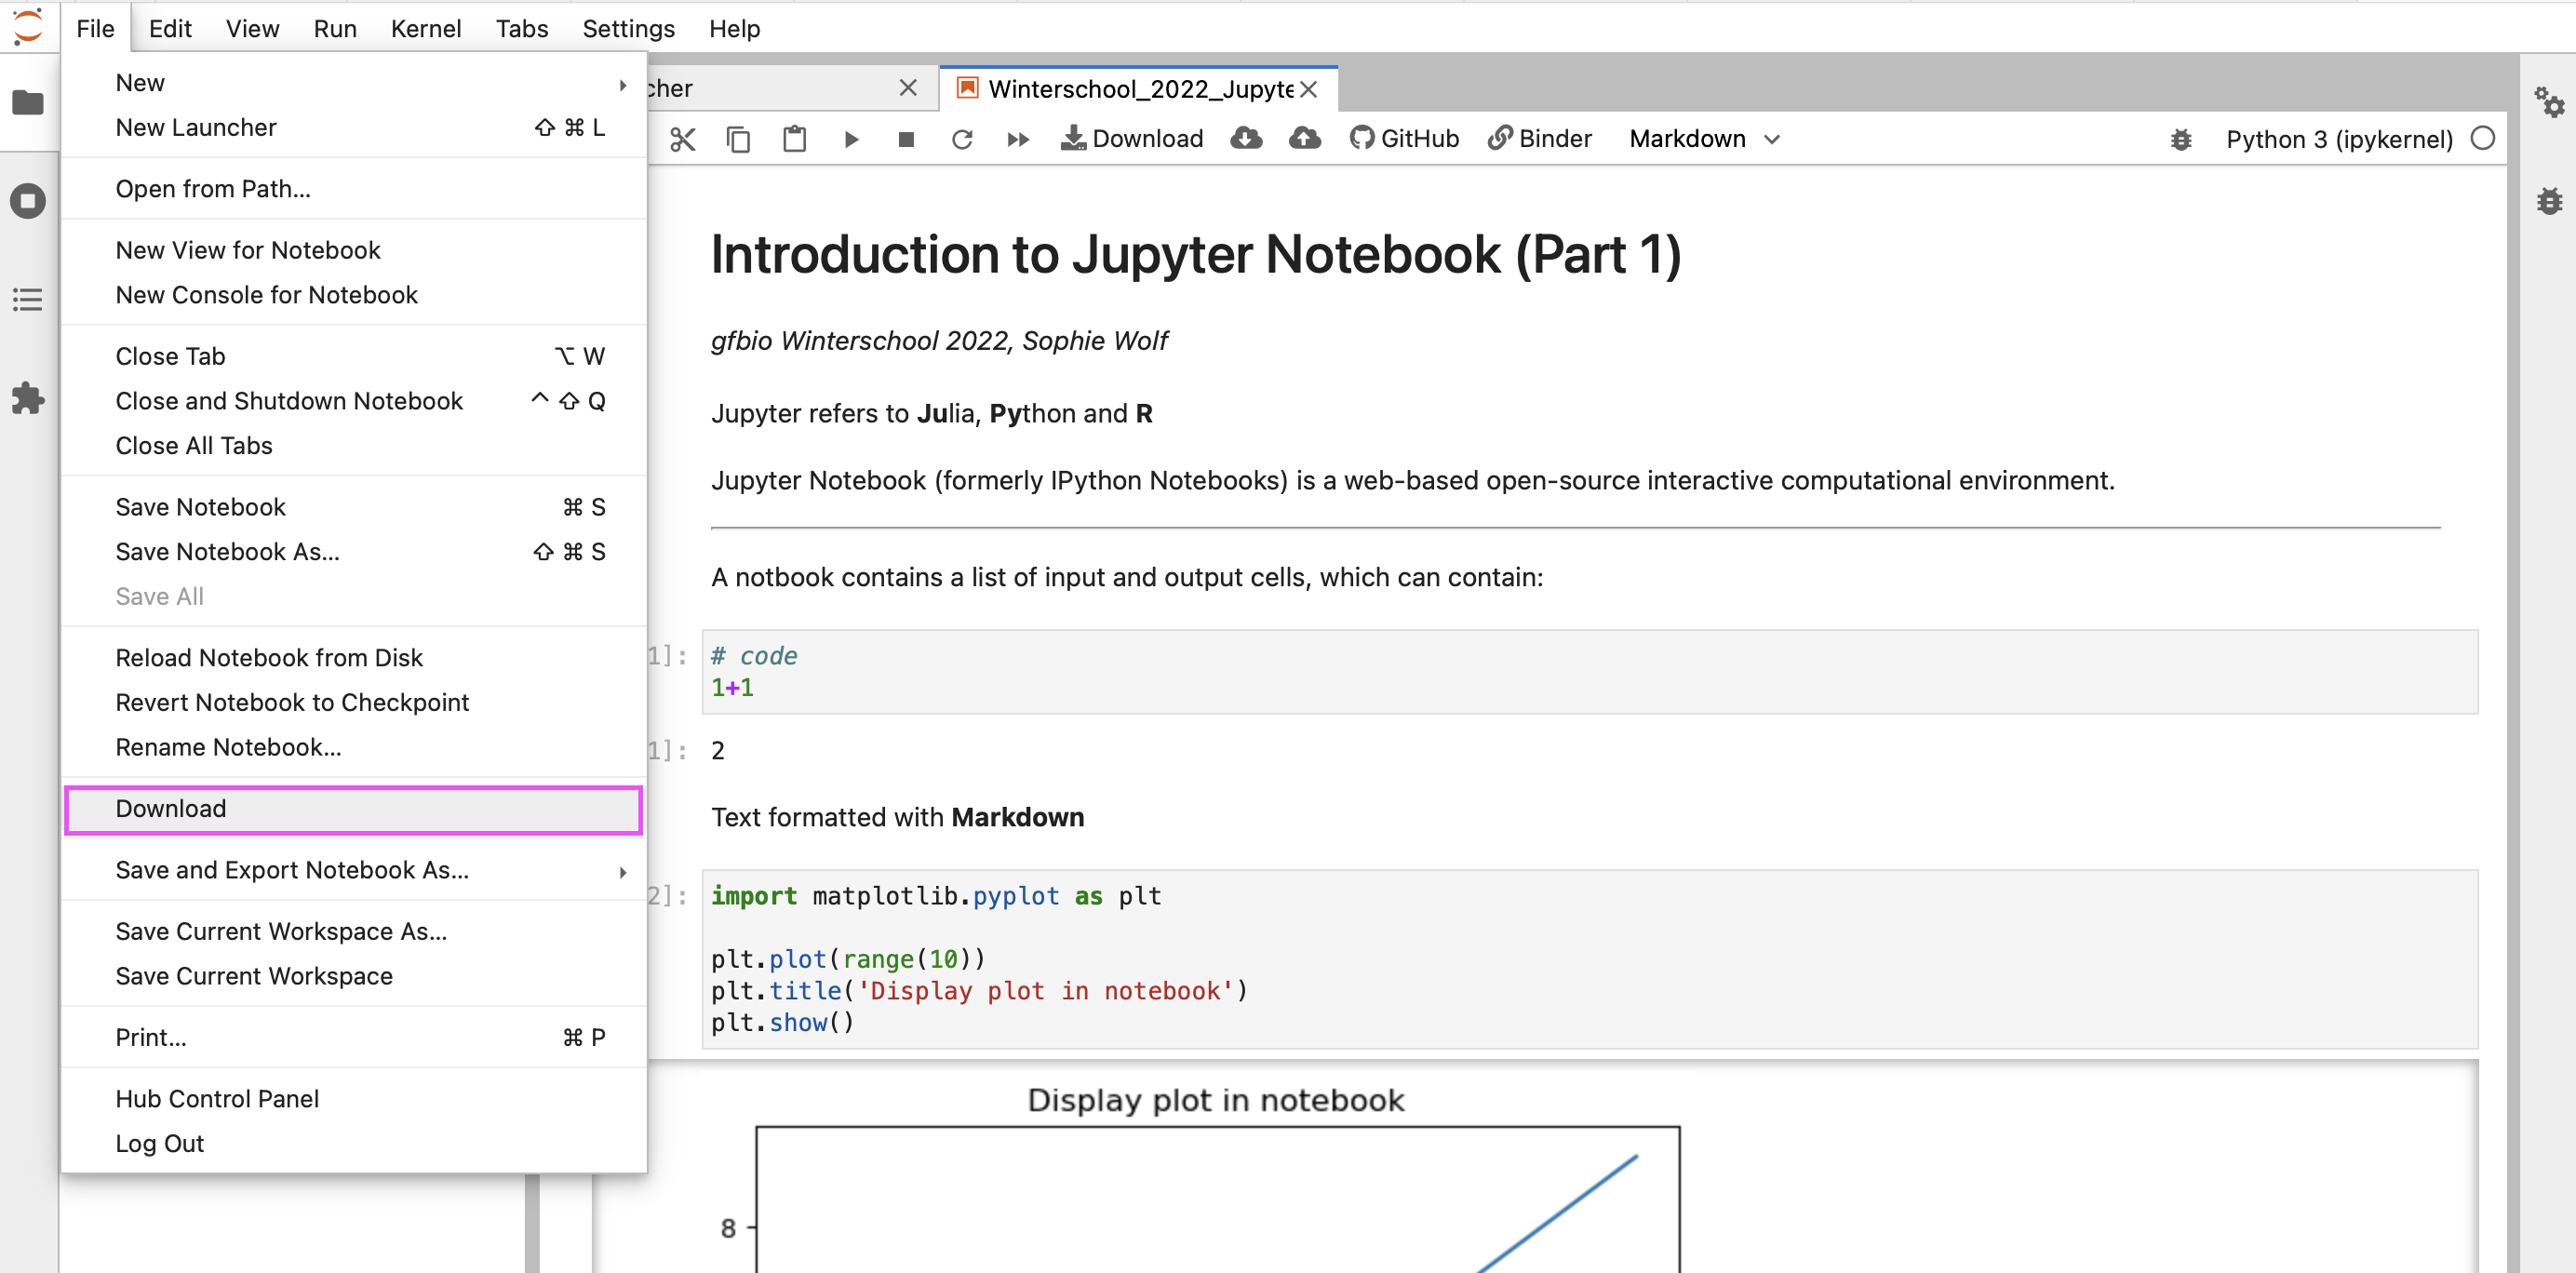 File Edit View Run Kernel Tabs Settings Help
New
New Launcher ⇧ ⌘ L
Open from Path...
New View for Notebook
New Console for Notebook
Close Tab ⌥ W
Close and Shutdown Notebook ^ ⇧ Q
Close All Tabs
Save Notebook ⌘ S
Save Notebook As... ⇧ ⌘ S
Save All
Reload Notebook from Disk
Revert Notebook to Checkpoint
Rename Notebook...
Download
Save and Export Notebook As...
Save Current Workspace As...
Save Current Workspace
Print... ⌘ P
Hub Control Panel
Log Out
cher
Winterschool_2022_Jupyte
Download GitHub Binder Markdown Python 3 (ipykernel)
Introduction to Jupyter Notebook (Part 1)
gfbio Winterschool 2022, Sophie Wolf
Jupyter refers to Julia, Python and R
Jupyter Notebook (formerly IPython Notebooks) is a web-based open-source interactive computational environment.
A notbook contains a list of input and output cells, which can contain:
1]: # code
1+1
1]: 2
Text formatted with Markdown
2]: import matplotlib.pyplot as plt
plt.plot(range(10))
plt.title('Display plot in notebook')
plt.show()
Display plot in notebook
8